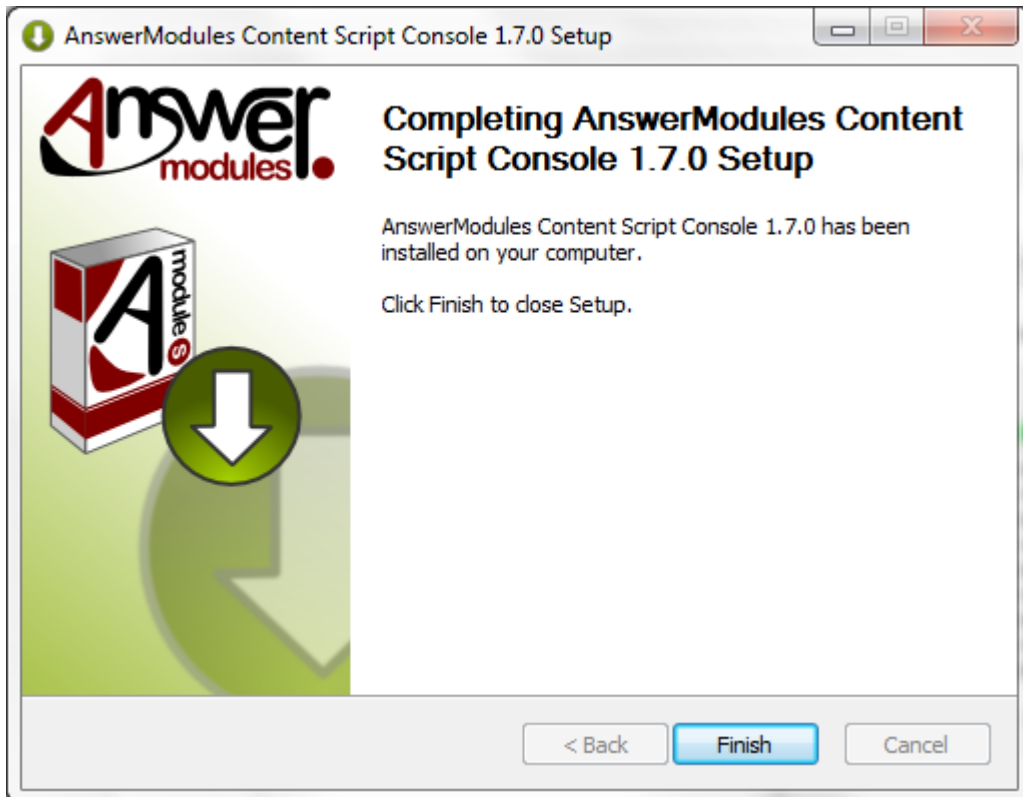 AnswerModules Content Script Console 1.7.0 Setup
Answer
modules
Completing AnswerModules Content
Script Console 1.7.0 Setup
AnswerModules Content Script Console 1.7.0 has been
installed on your computer.
Click Finish to close Setup.
A
module s
< Back
Finish
Cancel